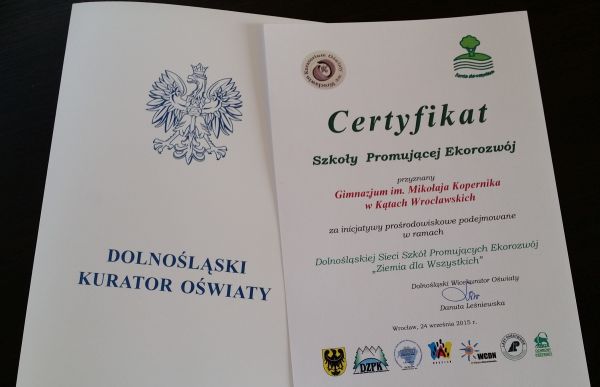 DOLNOŚLĄSKI
KURATOR OŚWIATY
Certyfikat
Szkoły Promującej Ekorozwój
przyznany
Gimnazjum im. Mikołaja Kopernika
w Kątach Wrocławskich
za inicjatywy prośrodowiskowe podejmowane
w ramach
Dolnośląskiej Sieci Szkół Promujących Ekorozwój
„Ziemia dla Wszystkich"
Dolnośląski Wicekurator Oświaty
Danuta Leśniewska
Wrocław, 24 września 2015 r.
DZPK
WCDN